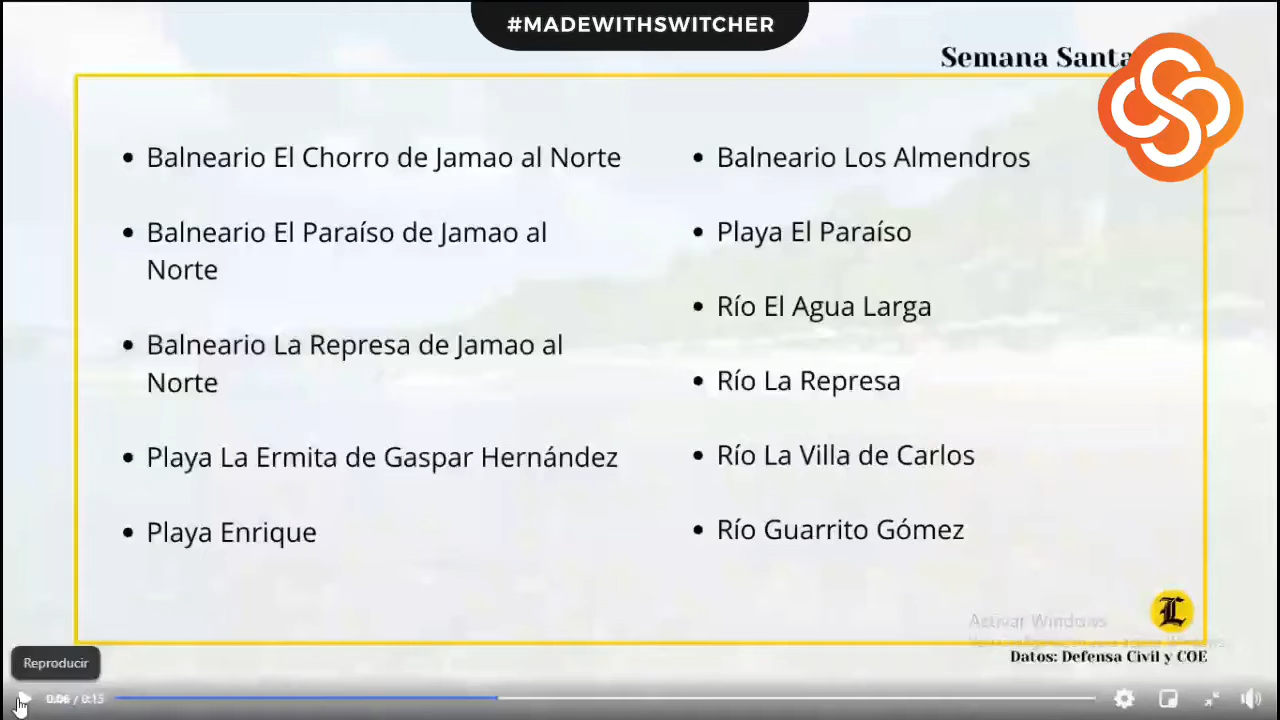 #MADEWITHSWITCHER
Semana Santa
Balneario El Chorro de Jamao al Norte
Balneario El Paraíso de Jamao al
Norte
Balneario La Represa de Jamao al
Norte
Playa La Ermita de Gaspar Hernández
Playa Enrique
Balneario Los Almendros
Playa El Paraíso
Río El Agua Larga
Río La Represa
Río La Villa de Carlos
Río Guarrito Gómez
L
Activar Windows
Datos: Defensa Civil y COE
Reproducir
0:06 / 0:15